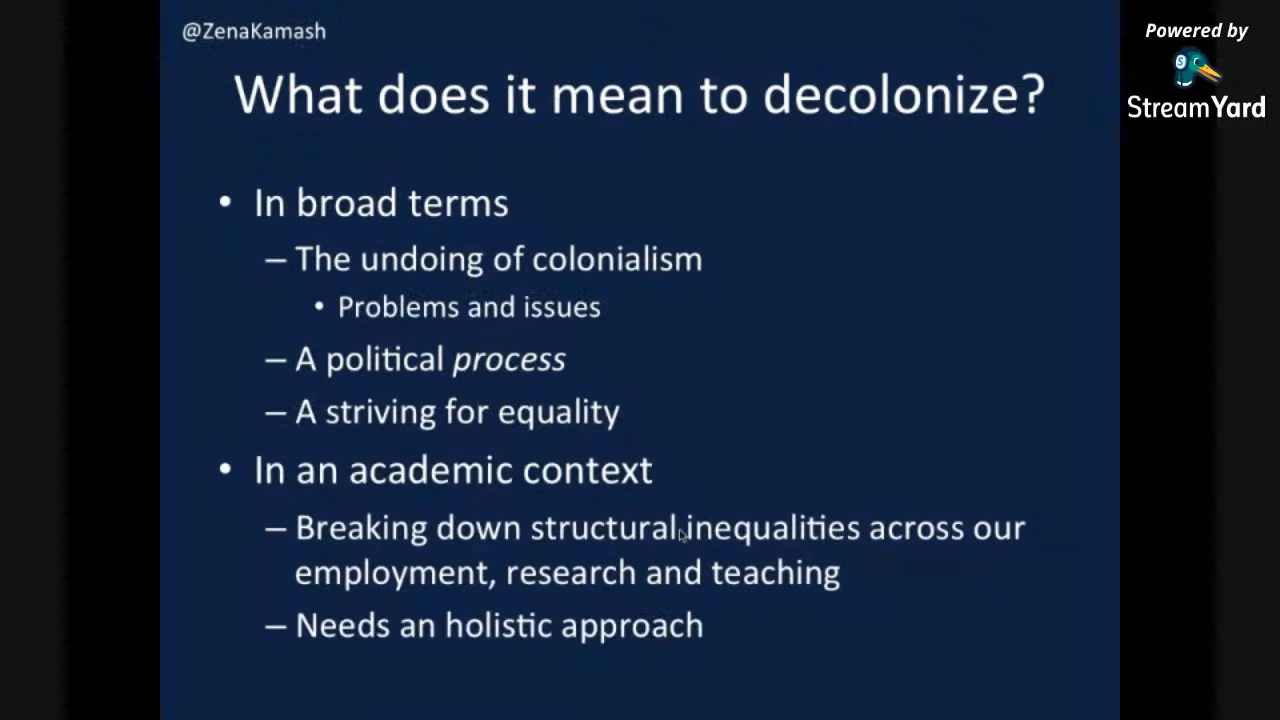 @ZenaKamash
Powered by
StreamYard
What does it mean to decolonize?
• In broad terms
– The undoing of colonialism
• Problems and issues
– A political process
– A striving for equality
• In an academic context
– Breaking down structural inequalities across our
employment, research and teaching
– Needs an holistic approach